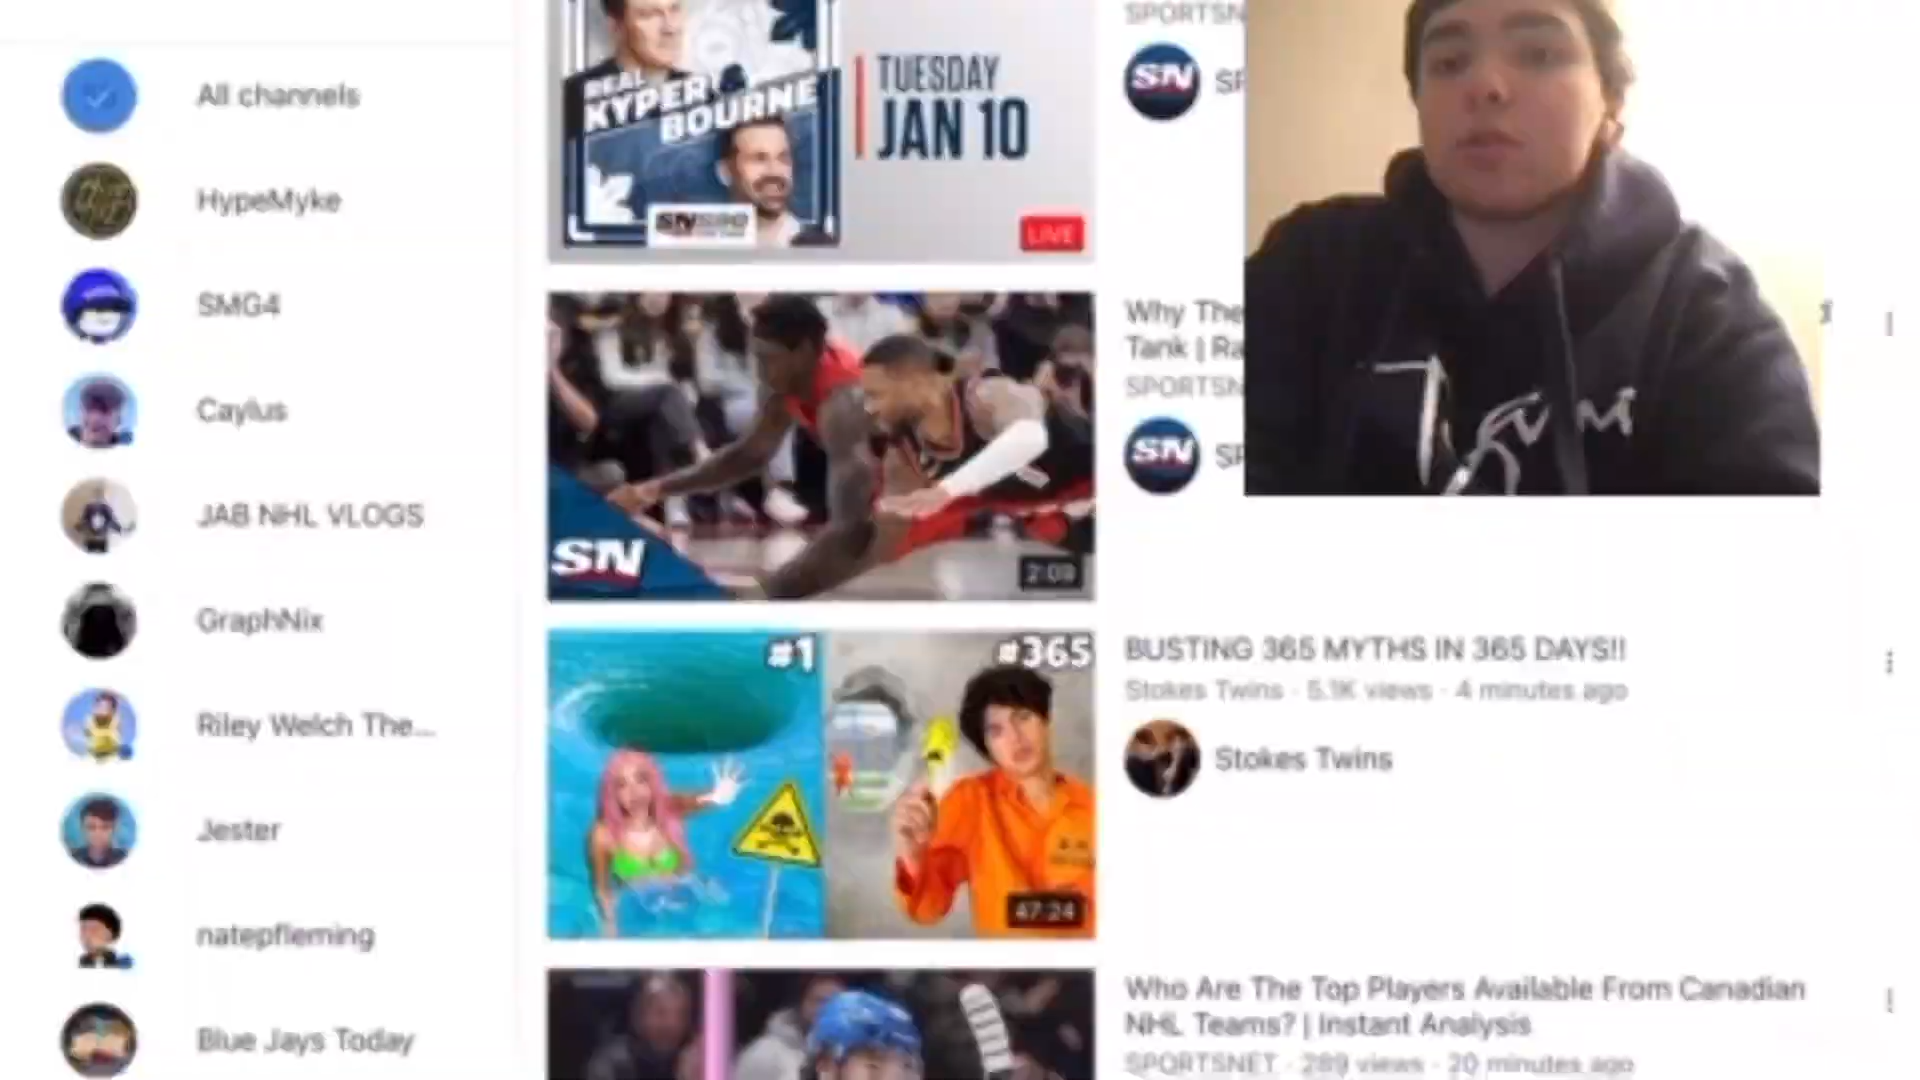 All channels
HypeMyke
SMG4
Caylus
JAB NHL VLOGS
GraphNix
Riley Welch The...
Jester
natepfleming
Blue Jays Today
REAL
KYPER
BOURNE
TUESDAY
JAN 10
LIVE
SPORTSN
SN
Why The
Tank | Ra
SPORTSN
SN
SN
2:09
#1
#365
47:24
BUSTING 365 MYTHS IN 365 DAYS!!
Stokes Twins · 5.1K views · 4 minutes ago
Stokes Twins
Who Are The Top Players Available From Canadian
NHL Teams? | Instant Analysis
SPORTSNET · 289 views · 20 minutes ago